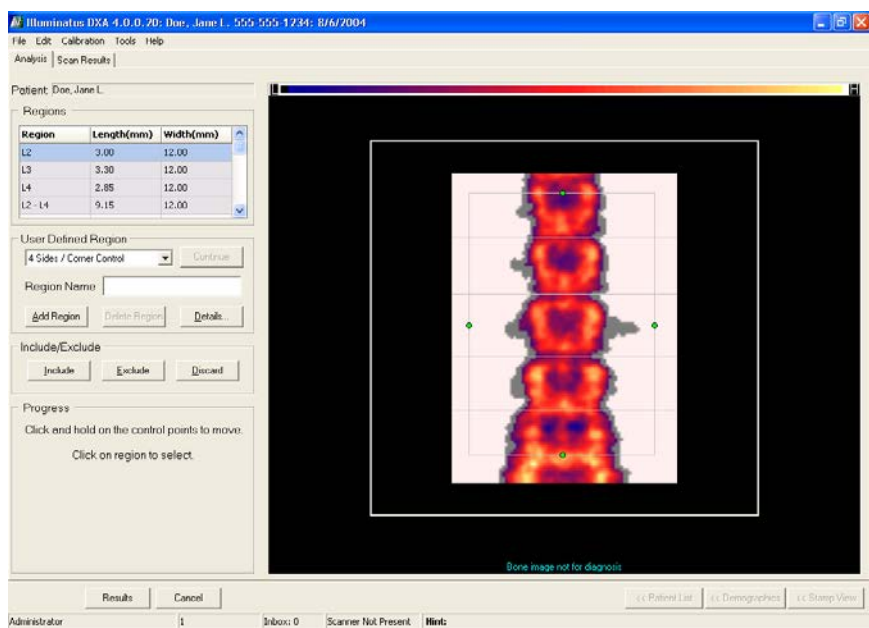 Illuminatus DXA 4.0.0.20: Doe, Jane L. 555-555-1234: 8/6/2004
File Edit Calibration Tools Help
Analysis Scan Results
Patient: Doe, Jane L.
Regions
Region Length(mm) Width(mm)
L2 3.00 12.00
L3 3.30 12.00
L4 2.85 12.00
L2 - L4 9.15 12.00
User Defined Region
4 Sides / Corner Control Continue
Region Name
Add Region Delete Region Details...
Include/Exclude
Include Exclude Discard
Progress
Click and hold on the control points to move.
Click on region to select.
Bone image not for diagnosis
Results Cancel << Patient List << Demographics << Stamp View
Administrator 1 Inbox: 0 Scanner Not Present Hint: